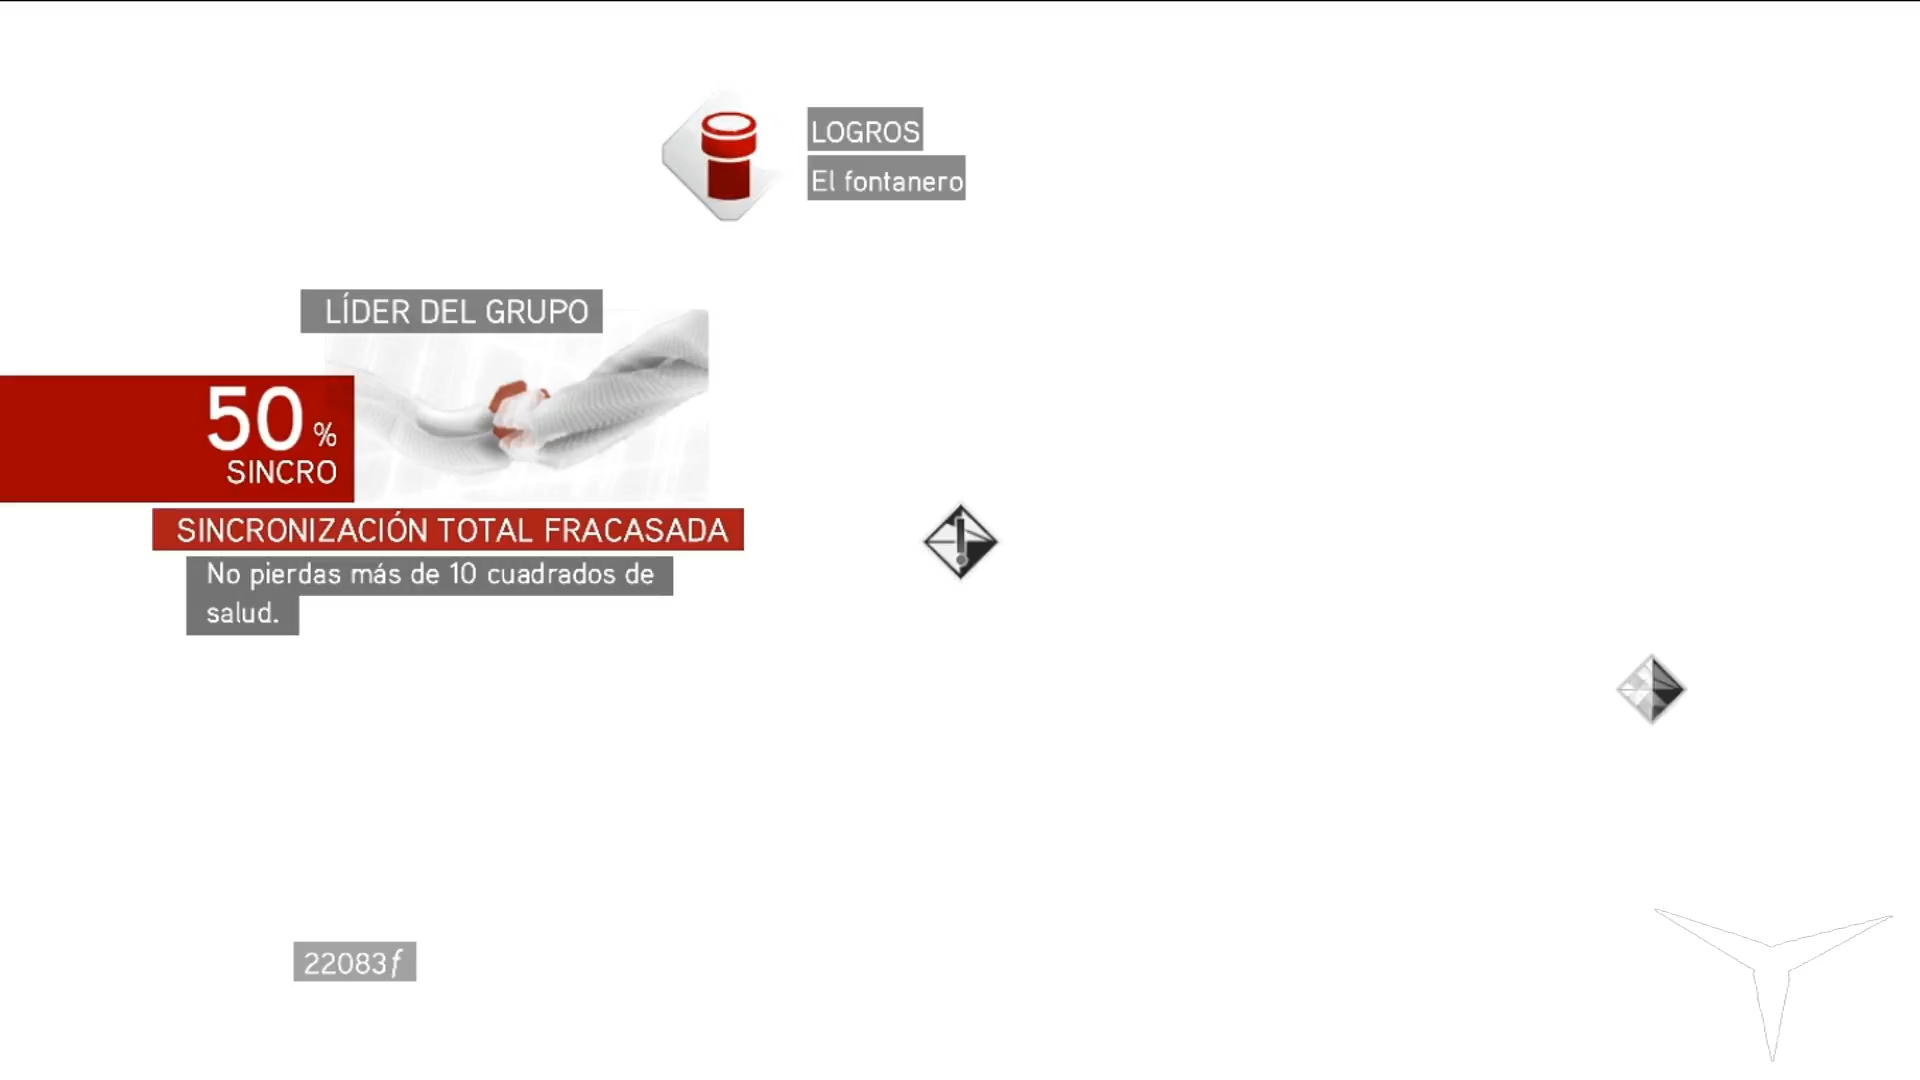 LOGROS
El fontanero
LÍDER DEL GRUPO
50 %
SINCRO
SINCRONIZACIÓN TOTAL FRACASADA
No pierdas más de 10 cuadrados de
salud.
22083ƒ